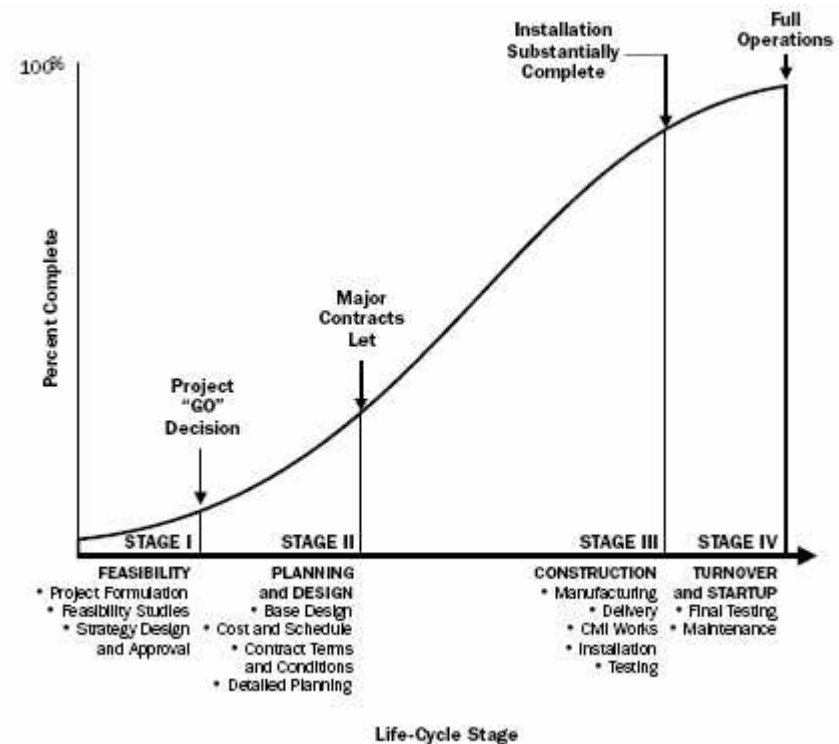 Full
Operations
Installation
Substantially
Complete
100%
Percent Complete
Major
Contracts
Let
Project
“GO”
Decision
STAGE I
STAGE II
STAGE III
STAGE IV
FEASIBILITY
• Project Formulation
• Feasibility Studies
• Strategy Design
and Approval
PLANNING
and DESIGN
• Base Design
• Cost and Schedule
• Contract Terms
and Conditions
• Detailed Planning
CONSTRUCTION
• Manufacturing
• Delivery
• CMI Works
• Installation
• Testing
TURNOVER
and STARTUP
• Final Testing
• Maintenance
Life-Cycle Stage